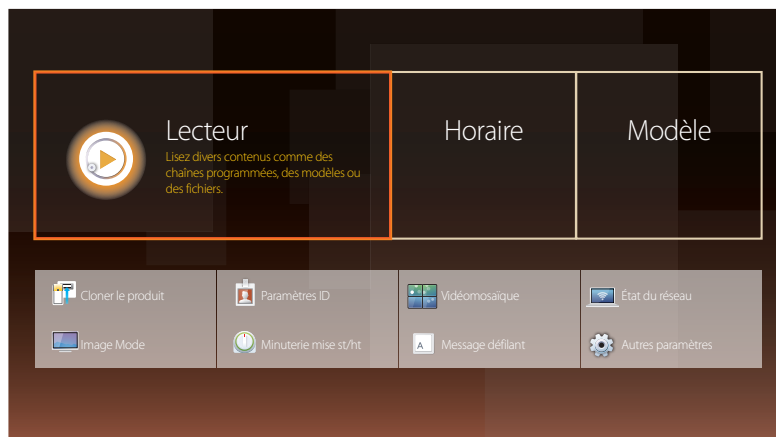 Lecteur
Lisez divers contenus comme des
chaînes programmées, des modèles ou
des fichiers.
Horaire
Modèle
Cloner le produit
Paramètres ID
Vidéomosaïque
État du réseau
Image Mode
Minuterie mise st/ht
A
Message défilant
Autres paramètres